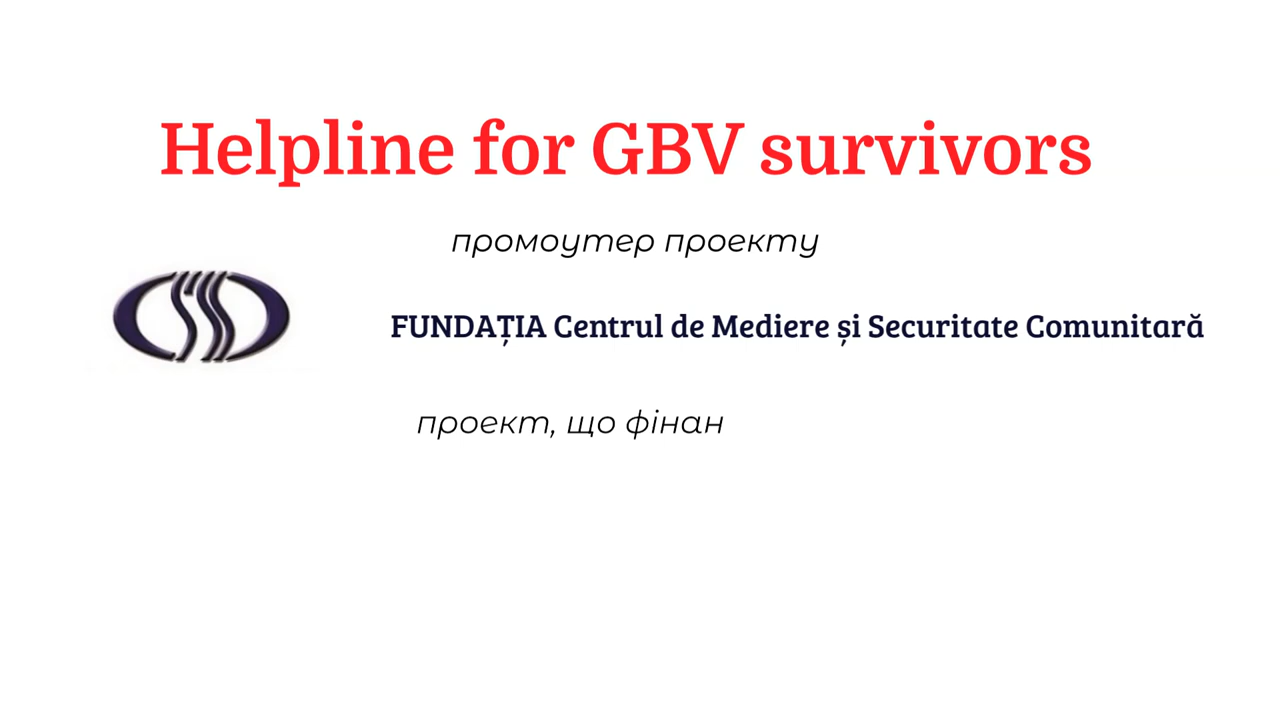 Helpline for GBV survivors
промоутер проекту
FUNDAȚIA Centrul de Mediere și Securitate Comunitară
проект, що фінан